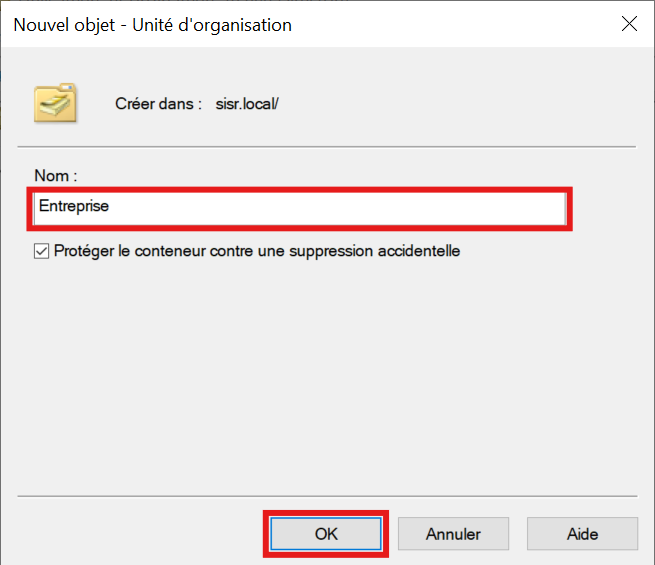 Nouvel objet - Unité d'organisation
Créer dans : sisr.local/
Nom :
Entreprise
Protéger le conteneur contre une suppression accidentelle
OK Annuler Aide